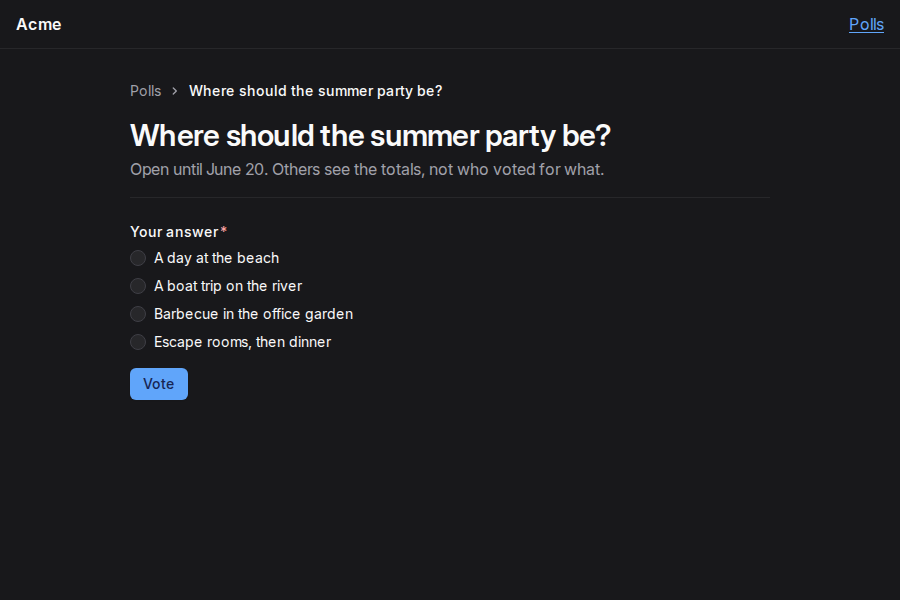 Acme
Polls
Polls > Where should the summer party be?
Where should the summer party be?
Open until June 20. Others see the totals, not who voted for what.
Your answer*
A day at the beach
A boat trip on the river
Barbecue in the office garden
Escape rooms, then dinner
Vote